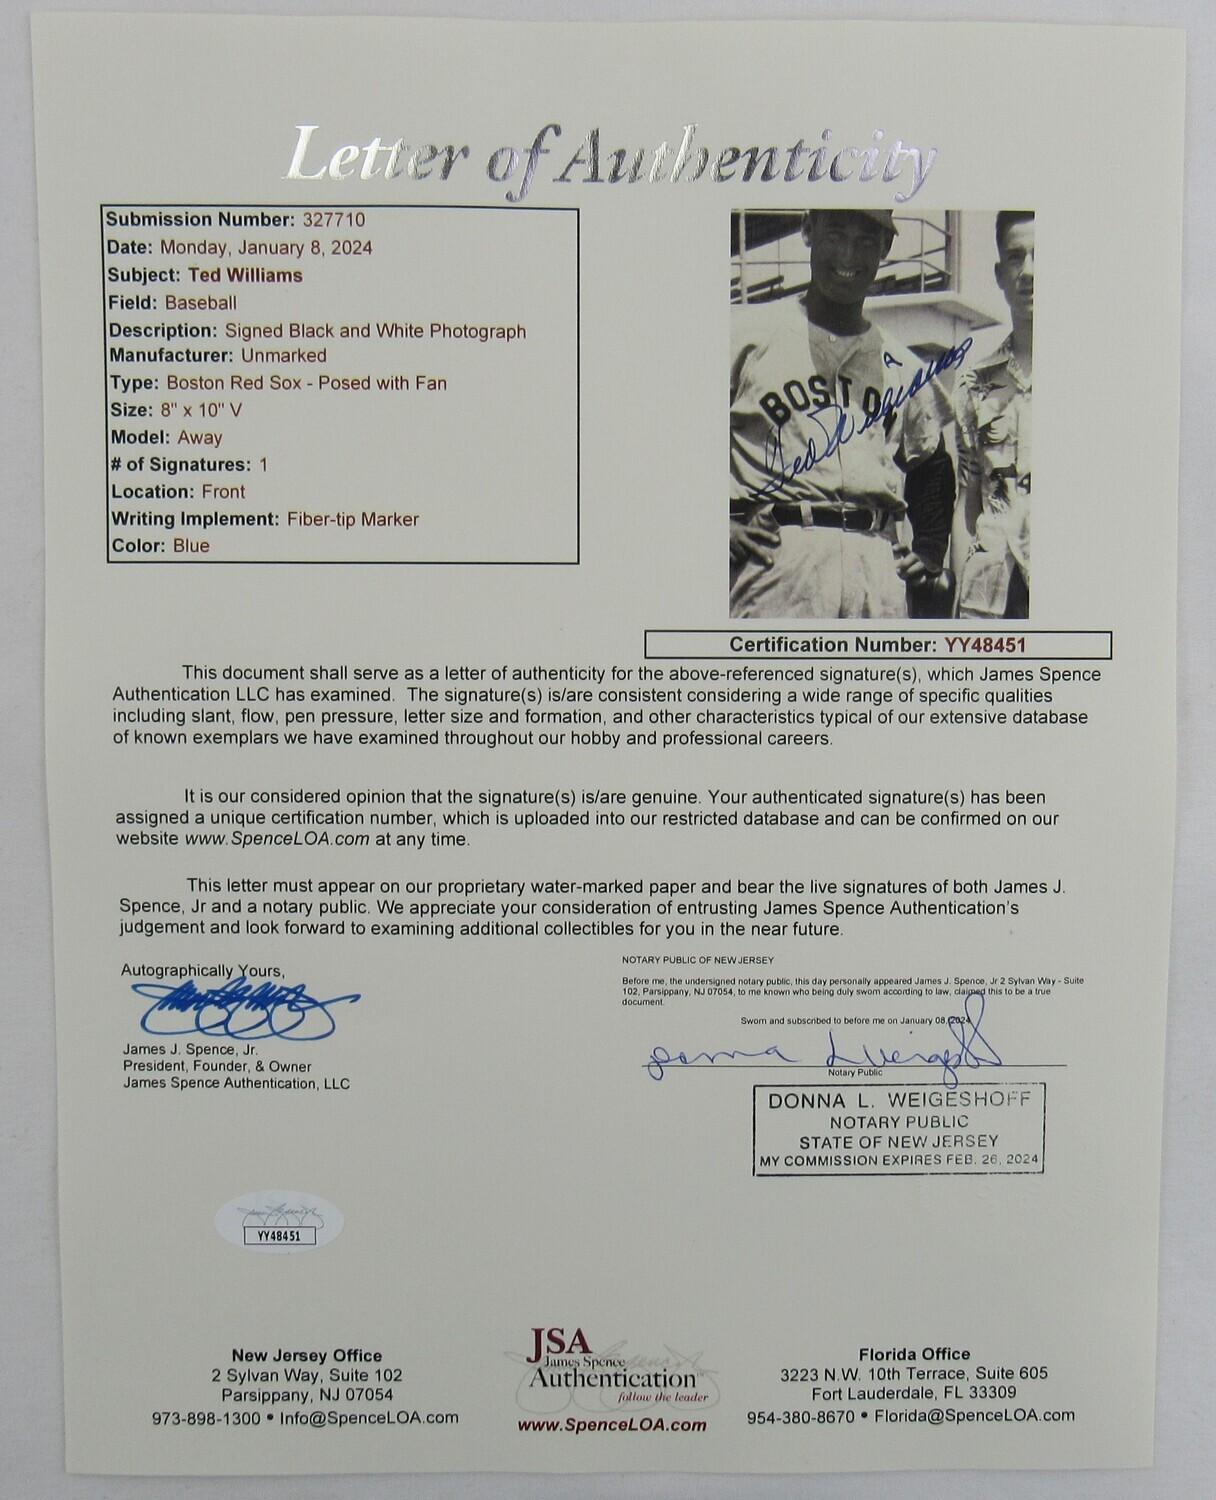 Letter of Authenticity
Submission Number: 327710
Date: Monday, January 8, 2024
Subject: Ted Williams
Field: Baseball
Description: Signed Black and White Photograph
Manufacturer: Unmarked
Type: Boston Red Sox - Posed with Fan
Size: 8" x 10" V
Model: Away
# of Signatures: 1
Location: Front
Writing Implement: Fiber-tip Marker
Color: Blue
BOSTO
Ted Williams
Certification Number: YY48451
This document shall serve as a letter of authenticity for the above-referenced signature(s), which James Spence
Authentication LLC has examined. The signature(s) is/are consistent considering a wide range of specific qualities
including slant, flow, pen pressure, letter size and formation, and other characteristics typical of our extensive database
of known exemplars we have examined throughout our hobby and professional careers.
It is our considered opinion that the signature(s) is/are genuine. Your authenticated signature(s) has been
assigned a unique certification number, which is uploaded into our restricted database and can be confirmed on our
website www.SpenceLOA.com at any time.
This letter must appear on our proprietary water-marked paper and bear the live signatures of both James J.
Spence, Jr and a notary public. We appreciate your consideration of entrusting James Spence Authentication's
judgement and look forward to examining additional collectibles for you in the near future.
Autographically Yours,
James J. Spence, Jr.
President, Founder, & Owner
James Spence Authentication, LLC
NOTARY PUBLIC OF NEW JERSEY
Before me, the undersigned notary public, this day personally appeared James J. Spence, Jr 2 Sylvan Way - Suite
102, Parsippany, NJ 07054, to me known who being duly sworn according to law, claimed this to be a true
document.
Sworn and subscribed to before me on January 08, 2024
Notary Public
DONNA L. WEIGESHOFF
NOTARY PUBLIC
STATE OF NEW JERSEY
MY COMMISSION EXPIRES FEB. 26, 2024
YY48451
New Jersey Office
2 Sylvan Way, Suite 102
Parsippany, NJ 07054
973-898-1300 • Info@SpenceLOA.com
JSA
James Spence
Authentication™
follow the leader
www.SpenceLOA.com
Florida Office
3223 N.W. 10th Terrace, Suite 605
Fort Lauderdale, FL 33309
954-380-8670 • Florida@SpenceLOA.com